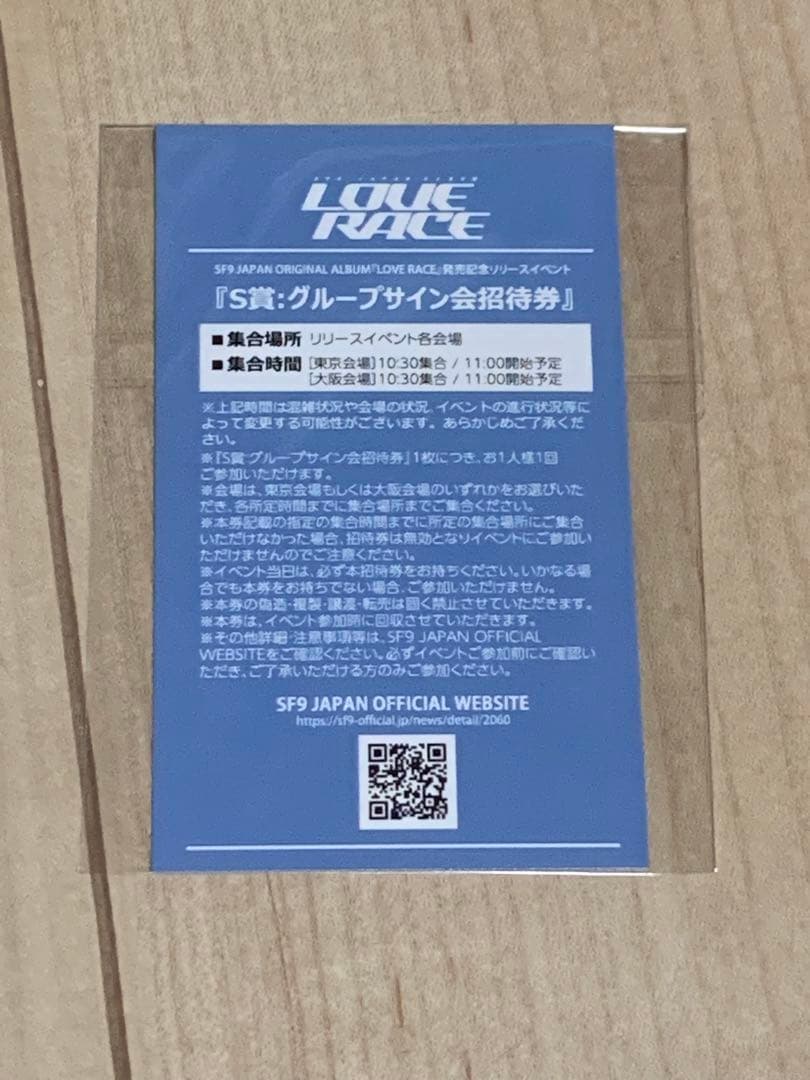 SF9 JAPAN ALBUM
LOVE
RACE
SF9 JAPAN ORIGINAL ALBUM『LOVE RACE』発売記念リリースイベント
『S賞:グループサイン会招待券』
■集合場所 リリースイベント各会場
■集合時間 [東京会場]10:30集合 / 11:00開始予定
[大阪会場]10:30集合 / 11:00開始予定
※上記時間は混雑状況や会場の状況、イベントの進行状況等に
よって変更する可能性がございます。あらかじめご了承くだ
さい。
※『S賞:グループサイン会招待券』1枚につき、お1人様1回
ご参加いただけます。
※会場は、東京会場もしくは大阪会場のいずれかをお選びいた
だき、各所定時間までに集合場所までご集合ください。
※本券記載の指定の集合時間までに所定の集合場所にご集合
いただけなかった場合、招待券は無効となりイベントにご参加い
ただけませんのでご注意ください。
※イベント当日は、必ず本招待券をお持ちください。いかなる場
合でも本券をお持ちでない場合、ご参加いただけません。
※本券の偽造・複製・譲渡・転売は固く禁止させていただきます。
※本券は、イベント参加時に回収させていただきます。
※その他詳細・注意事項等は、SF9 JAPAN OFFICIAL
WEBSITEをご確認ください。必ずイベントご参加前にご確認い
ただき、ご了承いただける方のみご参加ください。
SF9 JAPAN OFFICIAL WEBSITE
https://sf9-official.jp/news/detail/2060